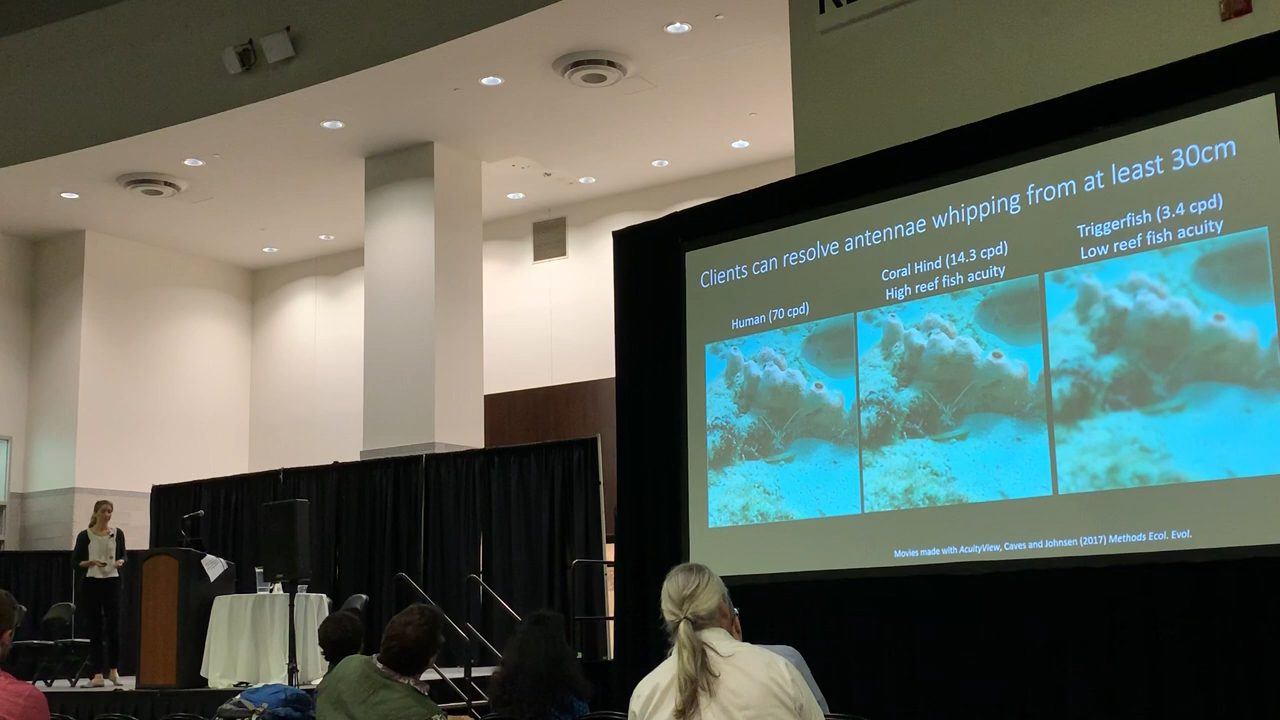 Clients can resolve antennae whipping from at least 30cm
Human (70 cpd)
Coral Hind (14.3 cpd)
High reef fish acuity
Triggerfish (3.4 cpd)
Low reef fish acuity
Movies made with AcuityView, Caves and Johnsen (2017) Methods Ecol. Evol.